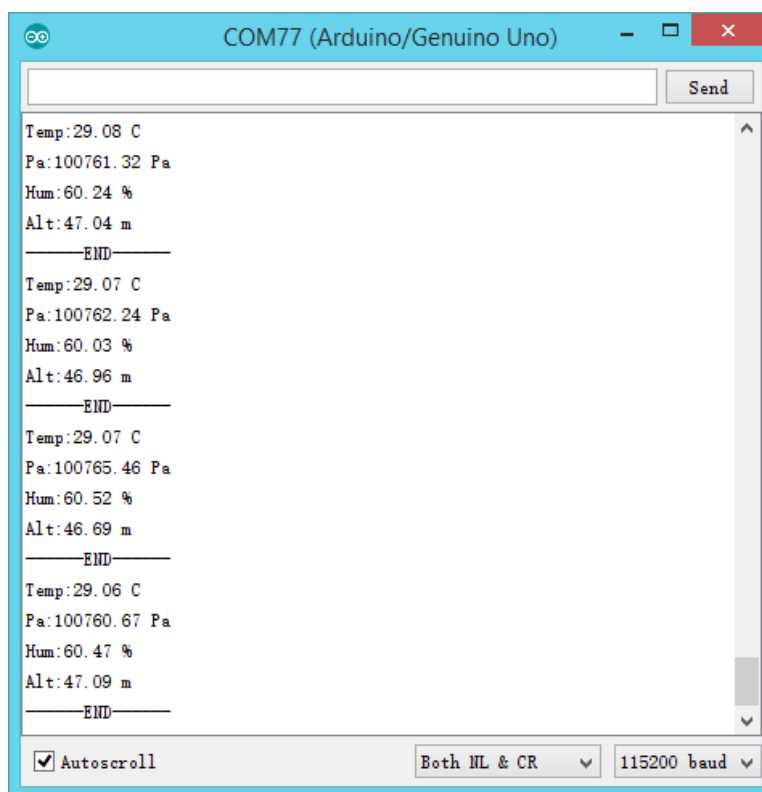 COM77 (Arduino/Genuino Uno)
Send
Temp:29.08 C
Pa:100761.32 Pa
Hum:60.24 %
Alt:47.04 m
------END------
Temp:29.07 C
Pa:100762.24 Pa
Hum:60.03 %
Alt:46.96 m
------END------
Temp:29.07 C
Pa:100765.46 Pa
Hum:60.52 %
Alt:46.69 m
------END------
Temp:29.06 C
Pa:100760.67 Pa
Hum:60.47 %
Alt:47.09 m
------END------
Autoscroll Both NL & CR 115200 baud